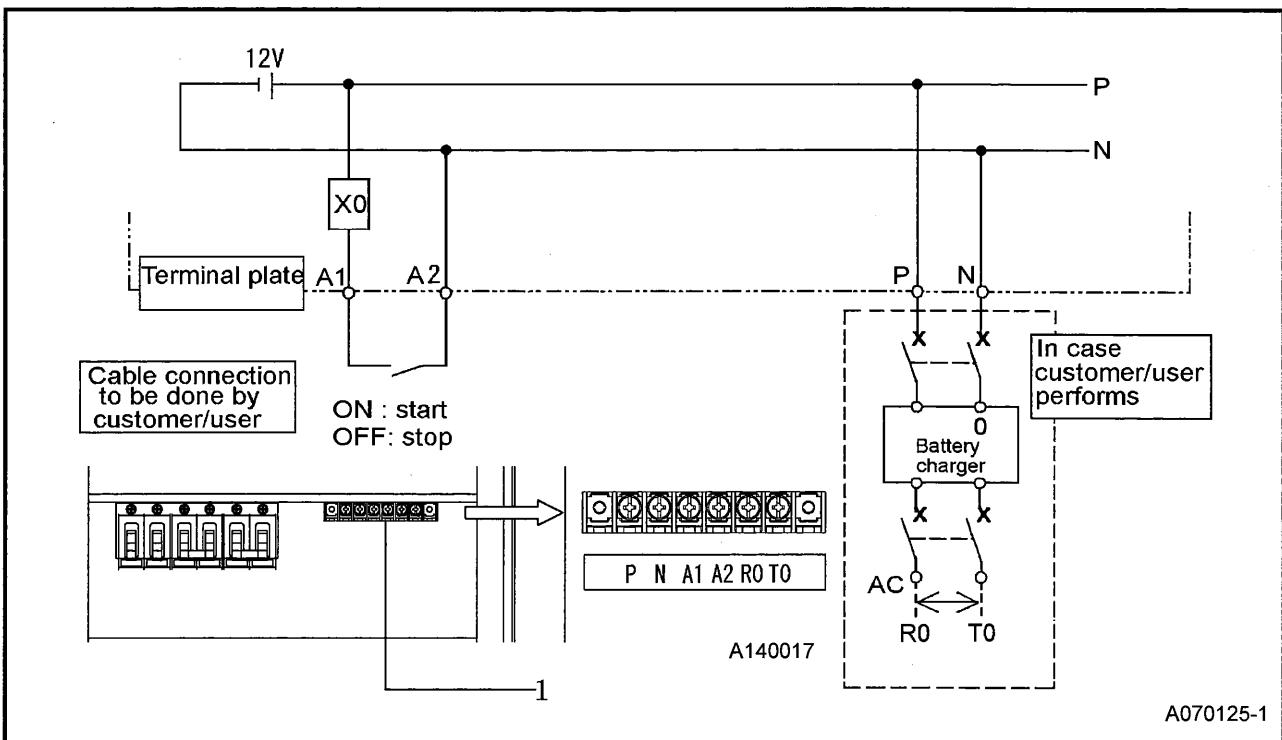 12V
P
N
X0
Terminal plate
A1
A2
P
N
Cable connection
to be done by
customer/user
ON : start
OFF: stop
In case
customer/user
performs
0
Battery
charger
P N A1 A2 R0 T0
AC
R0
T0
A140017
1
A070125-1